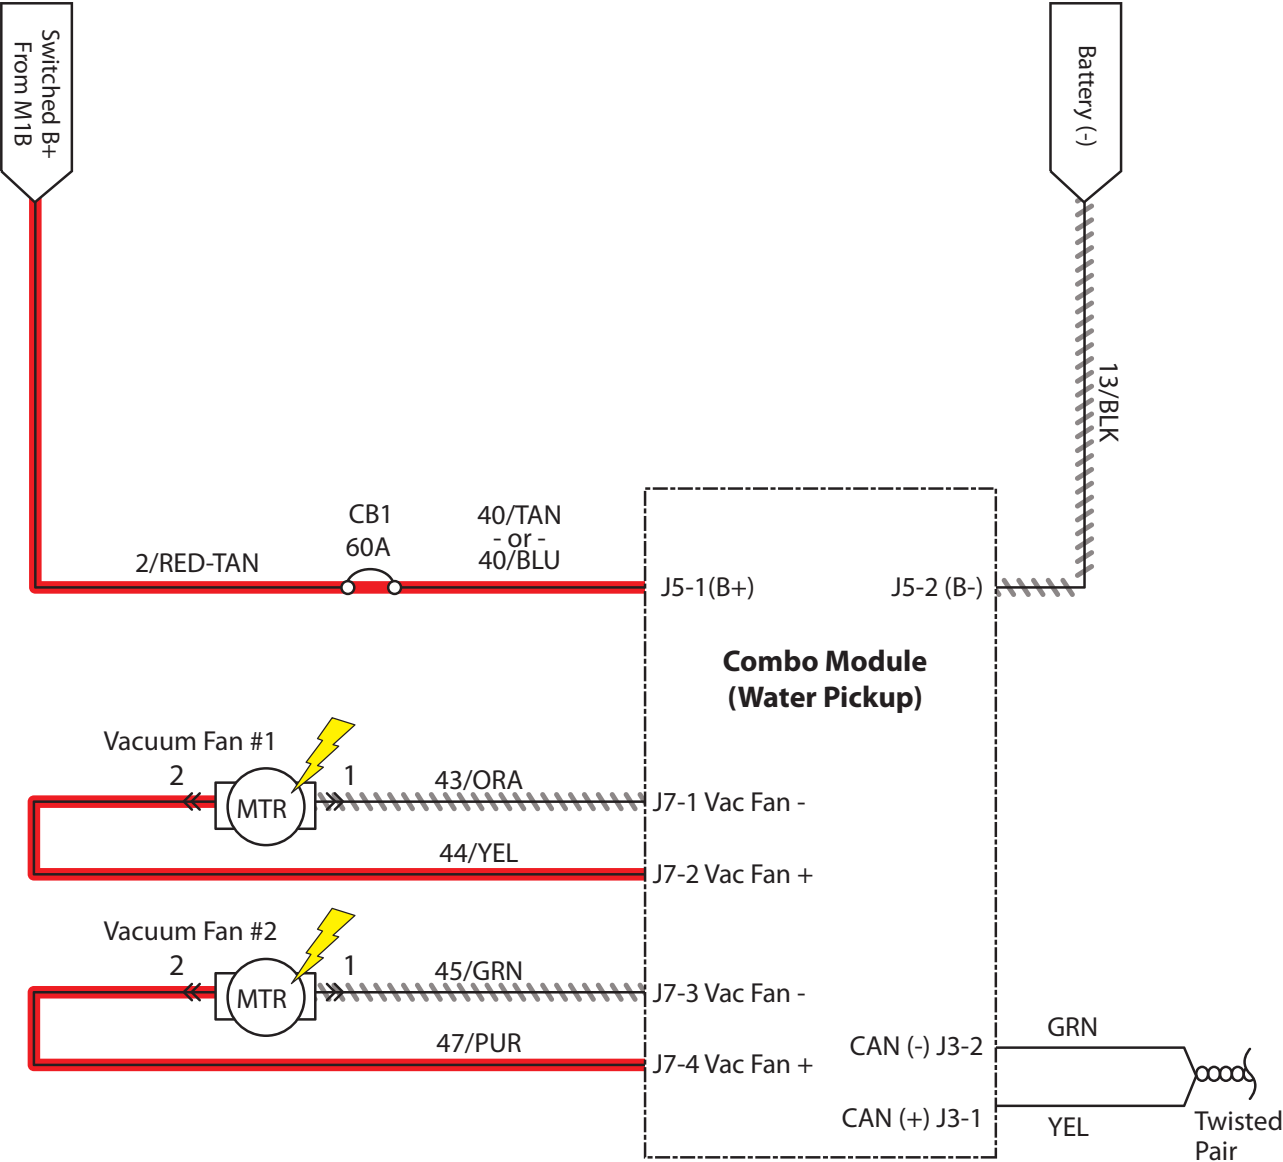 Switched B+
From M1B
Battery (-)
13/BLK
CB1
60A
2/RED-TAN
40/TAN
- or -
40/BLU
J5-1(B+)
J5-2 (B-)
Combo Module
(Water Pickup)
Vacuum Fan #1
2
MTR
1
43/ORA
J7-1 Vac Fan -
44/YEL
J7-2 Vac Fan +
Vacuum Fan #2
2
MTR
1
45/GRN
J7-3 Vac Fan -
47/PUR
J7-4 Vac Fan +
CAN (-) J3-2
GRN
CAN (+) J3-1
YEL
Twisted
Pair